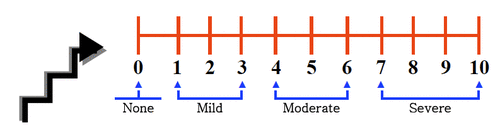 0 1 2 3 4 5 6 7 8 9 10
None Mild Moderate Severe